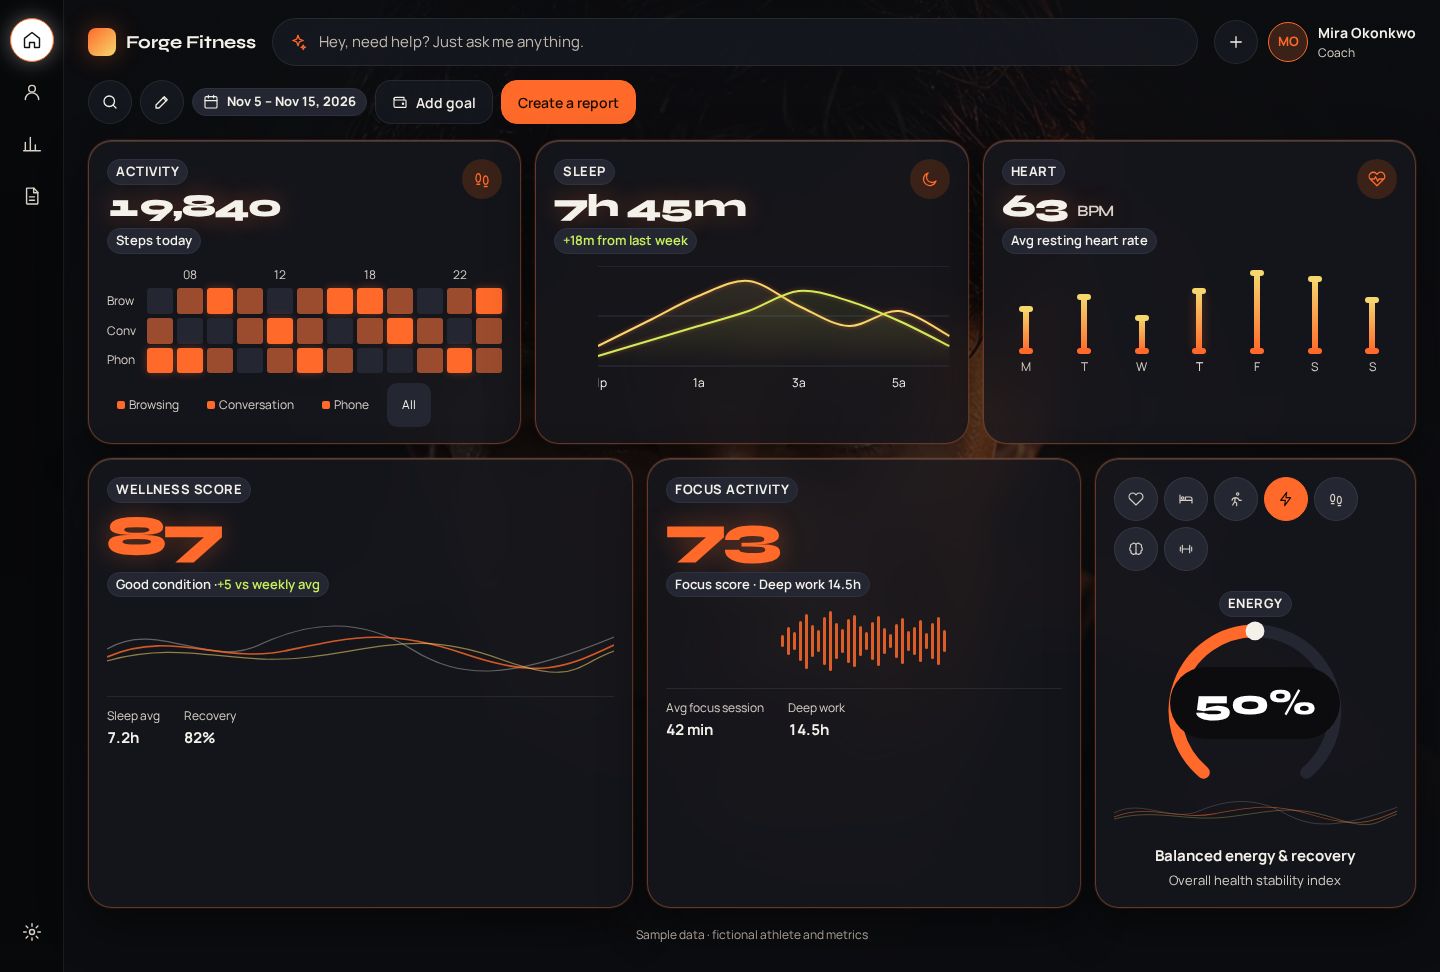 Forge Fitness
Hey, need help? Just ask me anything.
MO
Mira Okonkwo
Coach
Nov 5 – Nov 15, 2026
Add goal
Create a report
ACTIVITY
19,840
Steps today
08 12 18 22
Brow
Conv
Phon
Browsing Conversation Phone All
SLEEP
7h 45m
+18m from last week
1a 3a 5a
HEART
63 BPM
Avg resting heart rate
M T W T F S S
WELLNESS SCORE
87
Good condition ·+5 vs weekly avg
Sleep avg Recovery
7.2h 82%
FOCUS ACTIVITY
73
Focus score · Deep work 14.5h
Avg focus session Deep work
42 min 14.5h
ENERGY
50%
Balanced energy & recovery
Overall health stability index
Sample data · fictional athlete and metrics